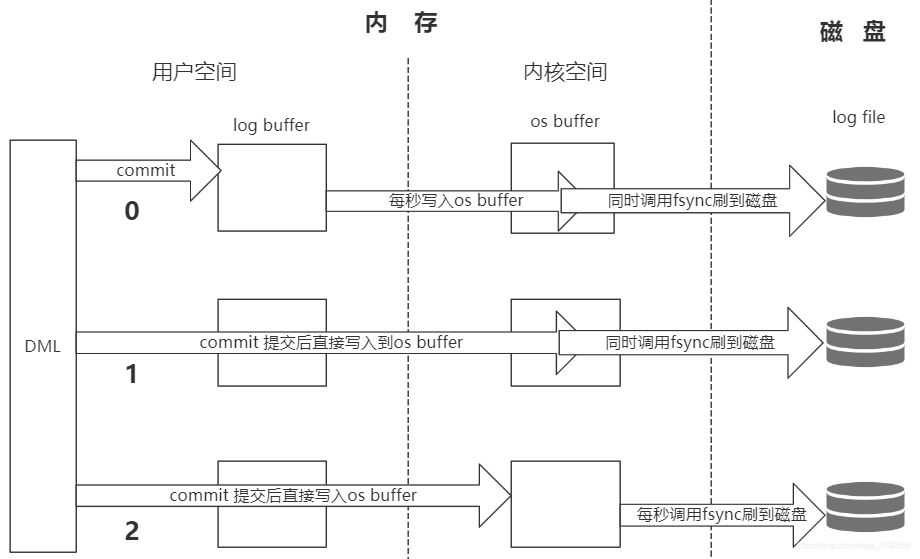 内 存
磁 盘
用户空间
内核空间
log buffer
os buffer
log file
commit
0
每秒写入os buffer
同时调用fsync刷到磁盘
DML
commit 提交后直接写入到os buffer
同时调用fsync刷到磁盘
1
commit 提交后直接写入os buffer
每秒调用fsync刷到磁盘
2